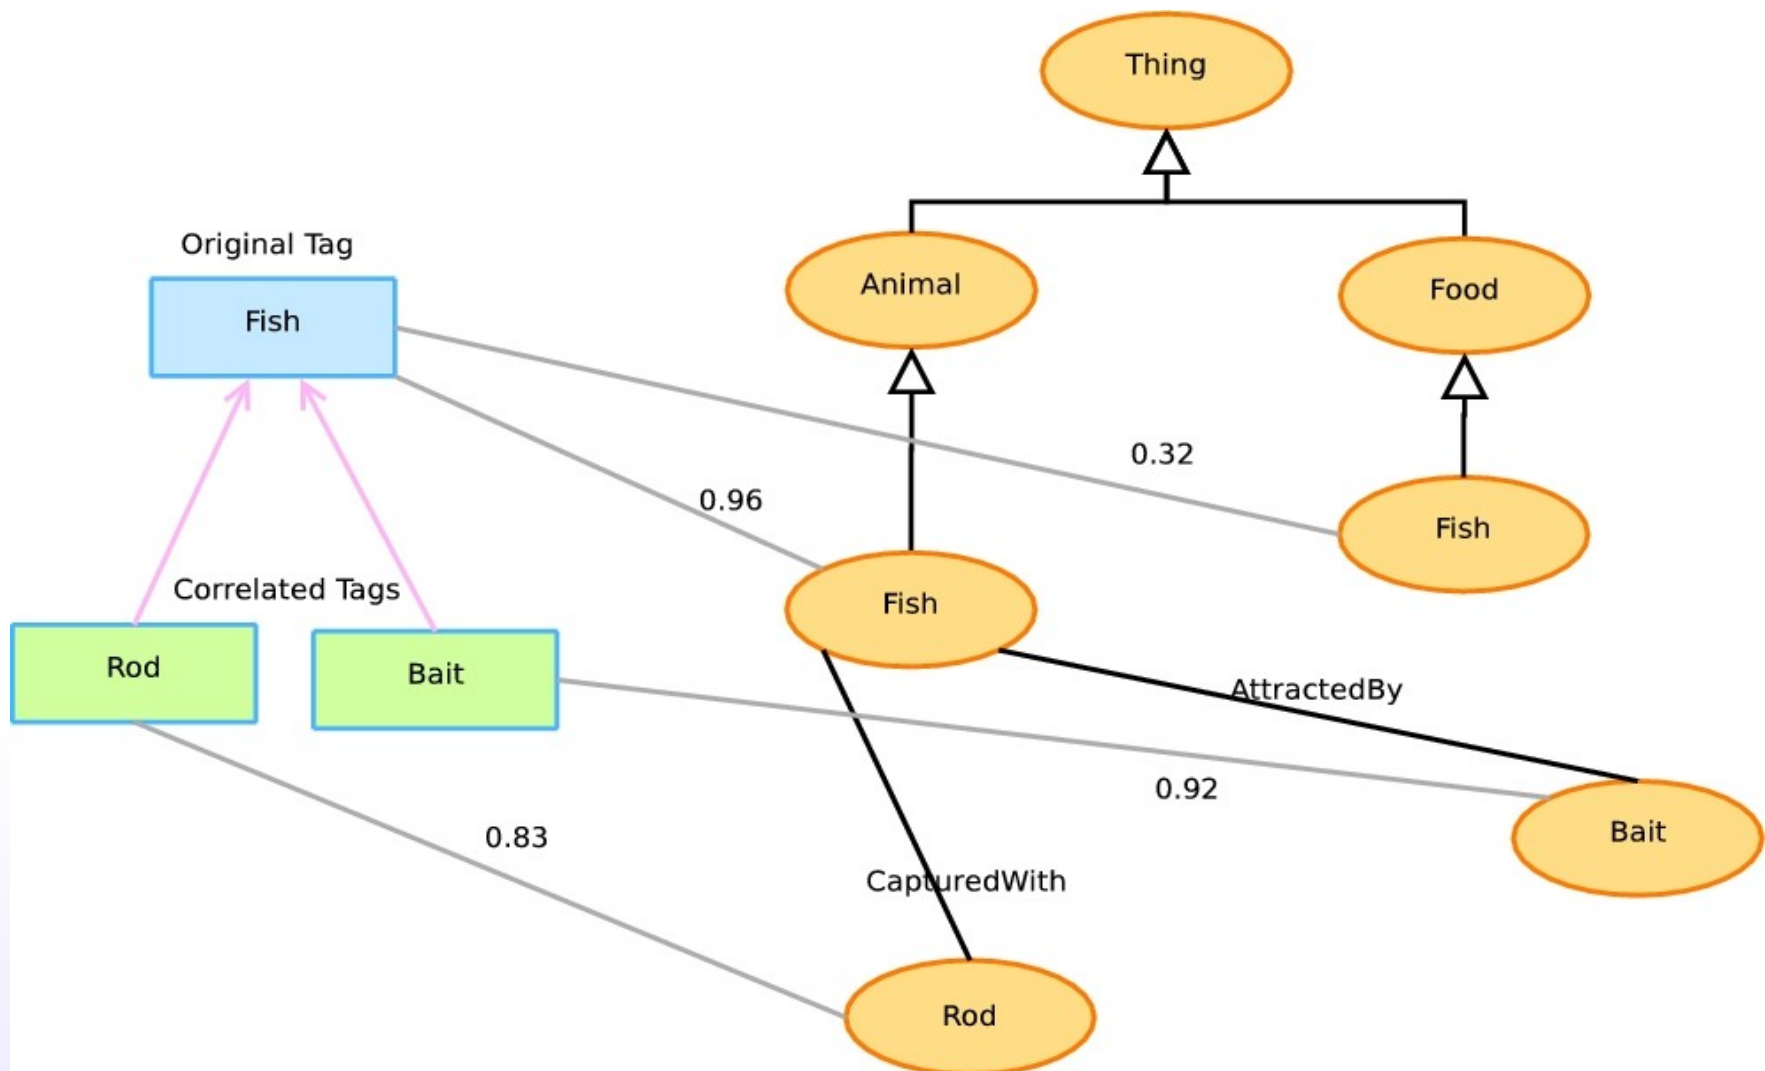 Thing
Original Tag
Animal
Food
Fish
0.32
0.96
Fish
Correlated Tags
Fish
Rod
Bait
AttractedBy
0.92
0.83
Bait
CapturedWith
Rod